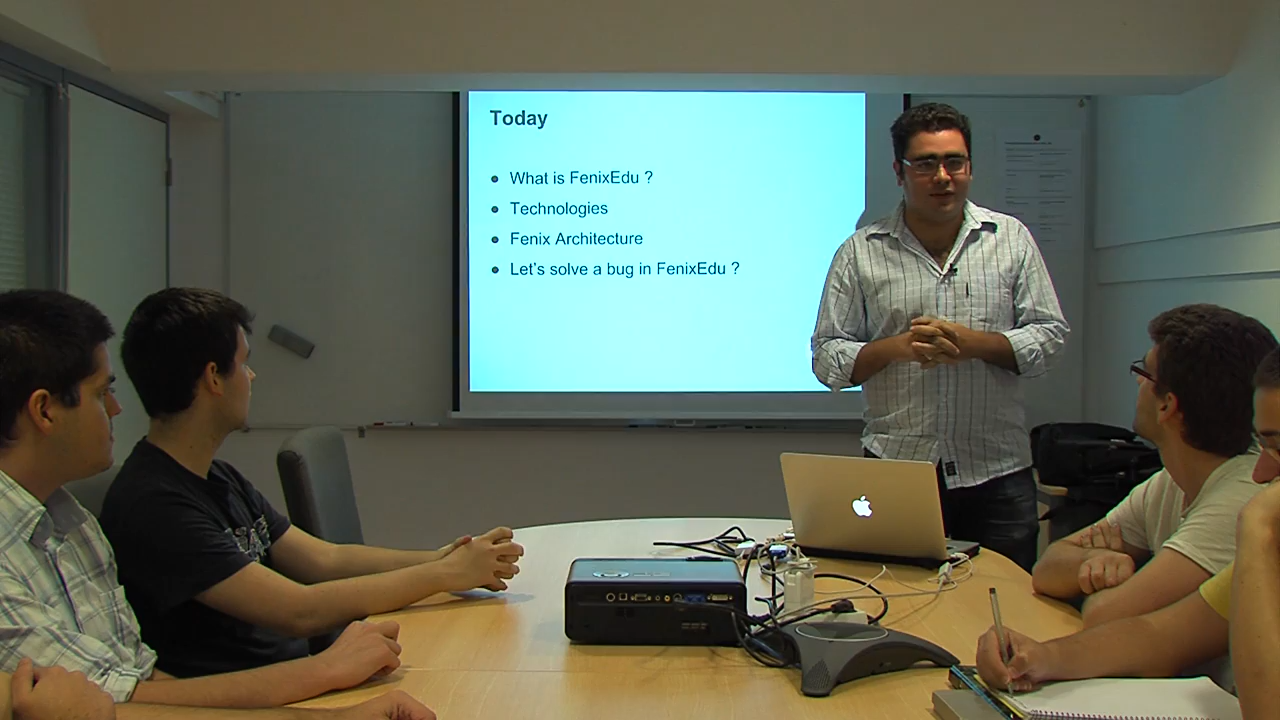 Today
● What is FenixEdu ?
● Technologies
● Fenix Architecture
● Let's solve a bug in FenixEdu ?